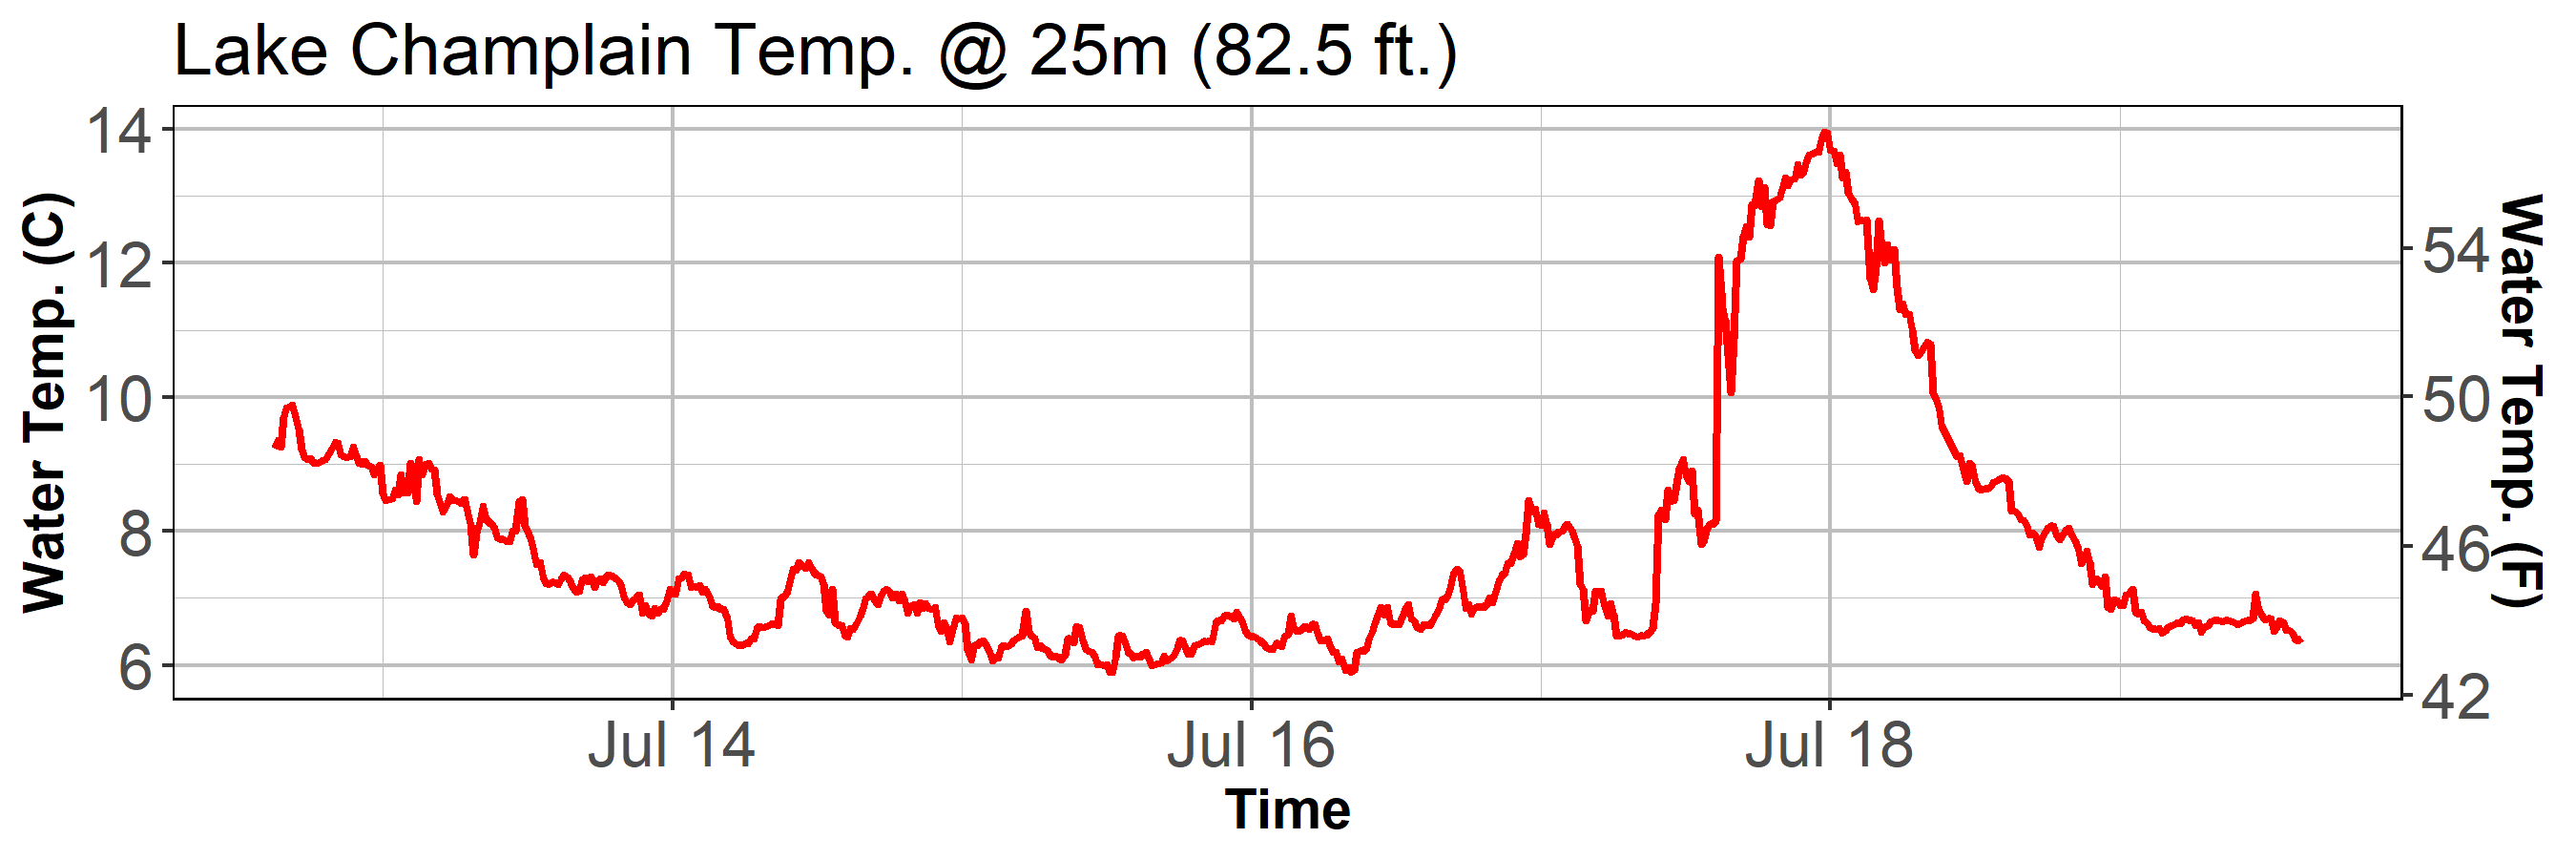 Lake Champlain Temp. @ 25m (82.5 ft.)
Water Temp. (C)
14
12
10
8
6
54
50
46
42
Water Temp. (F)
Jul 14 Jul 16 Jul 18
Time